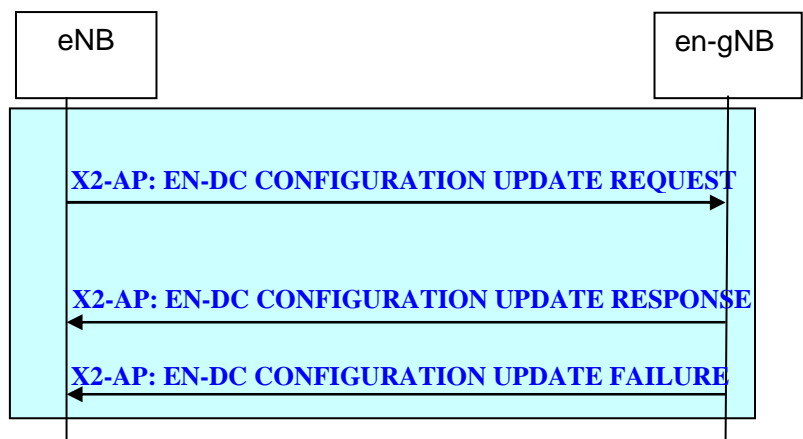 eNB
en-gNB
X2-AP: EN-DC CONFIGURATION UPDATE REQUEST
X2-AP: EN-DC CONFIGURATION UPDATE RESPONSE
X2-AP: EN-DC CONFIGURATION UPDATE FAILURE